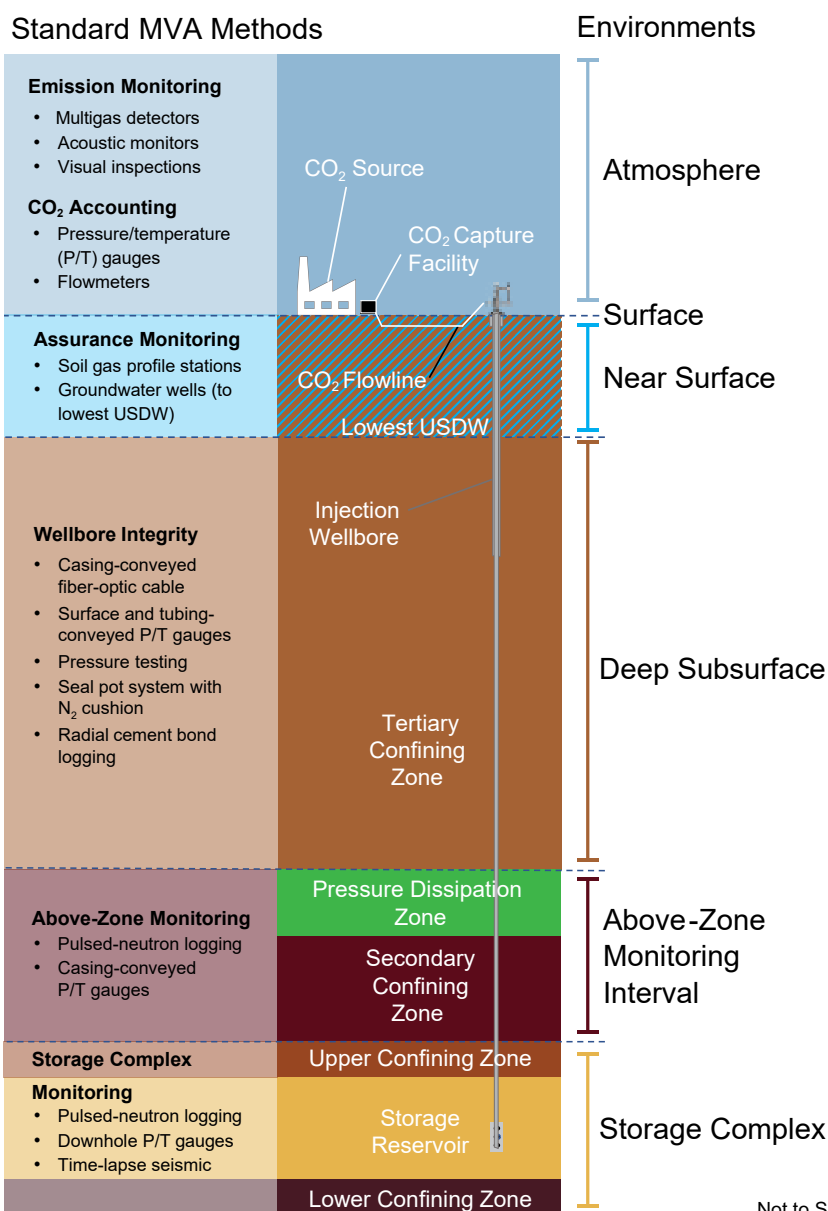 Standard MVA Methods
Environments
Emission Monitoring
• Multigas detectors
• Acoustic monitors
• Visual inspections
CO₂ Accounting
• Pressure/temperature
(P/T) gauges
• Flowmeters
CO₂ Source
CO₂ Capture
Facility
Atmosphere
Surface
Assurance Monitoring
• Soil gas profile stations
• Groundwater wells (to
lowest USDW)
CO₂ Flowline
Lowest USDW
Near Surface
Wellbore Integrity
• Casing-conveyed
fiber-optic cable
• Surface and tubing-
conveyed P/T gauges
• Pressure testing
• Seal pot system with
N₂ cushion
• Radial cement bond
logging
Injection
Wellbore
Tertiary
Confining
Zone
Deep Subsurface
Above-Zone Monitoring
• Pulsed-neutron logging
• Casing-conveyed
P/T gauges
Pressure Dissipation
Zone
Secondary
Confining
Zone
Above-Zone
Monitoring
Interval
Storage Complex
Monitoring
• Pulsed-neutron logging
• Downhole P/T gauges
• Time-lapse seismic
Upper Confining Zone
Storage
Reservoir
Lower Confining Zone
Storage Complex
Not to S